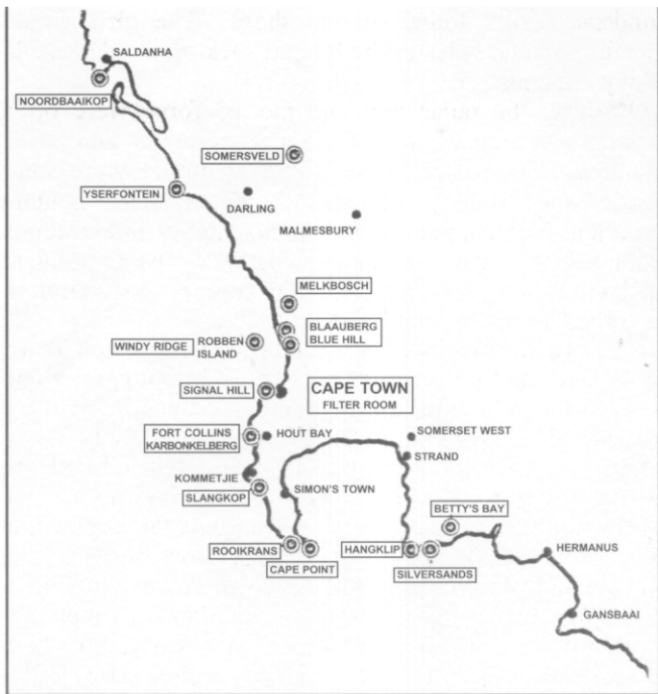 SALDANHA
NOORDBAAIKOP
SOMERSVELD
YSERFONTEIN
DARLING
MALMESBURY
MELKBOSCH
BLAAUBERG
BLUE HILL
WINDY RIDGE
ROBBEN
ISLAND
SIGNAL HILL
CAPE TOWN
FILTER ROOM
FORT COLLINS
KARBONKELBERG
HOUT BAY
SOMERSET WEST
STRAND
KOMMETJIE
SLANGKOP
SIMON'S TOWN
BETTY'S BAY
ROOIKRANS
CAPE POINT
HANGKLIP
SILVERSANDS
HERMANUS
GANSBAAI